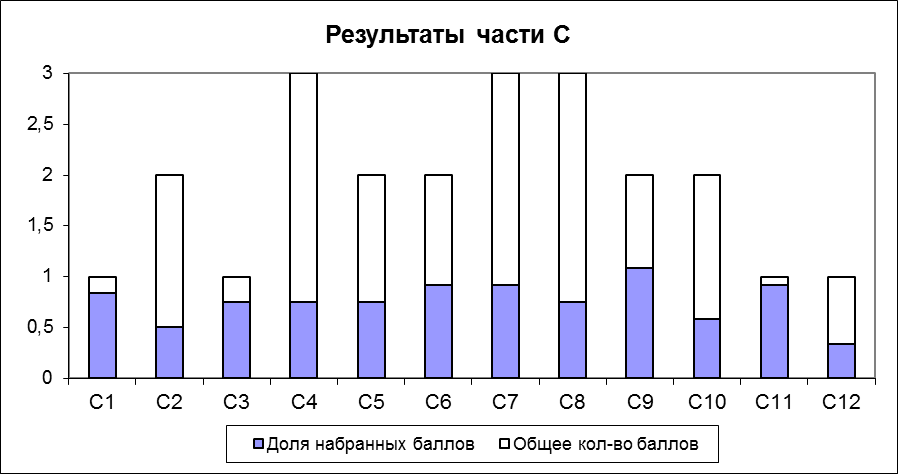 Результаты части С
3
2,5
2
1,5
1
0,5
0
С1 С2 С3 С4 С5 С6 С7 С8 С9 С10 С11 С12
Доля набранных баллов Общее кол-во баллов